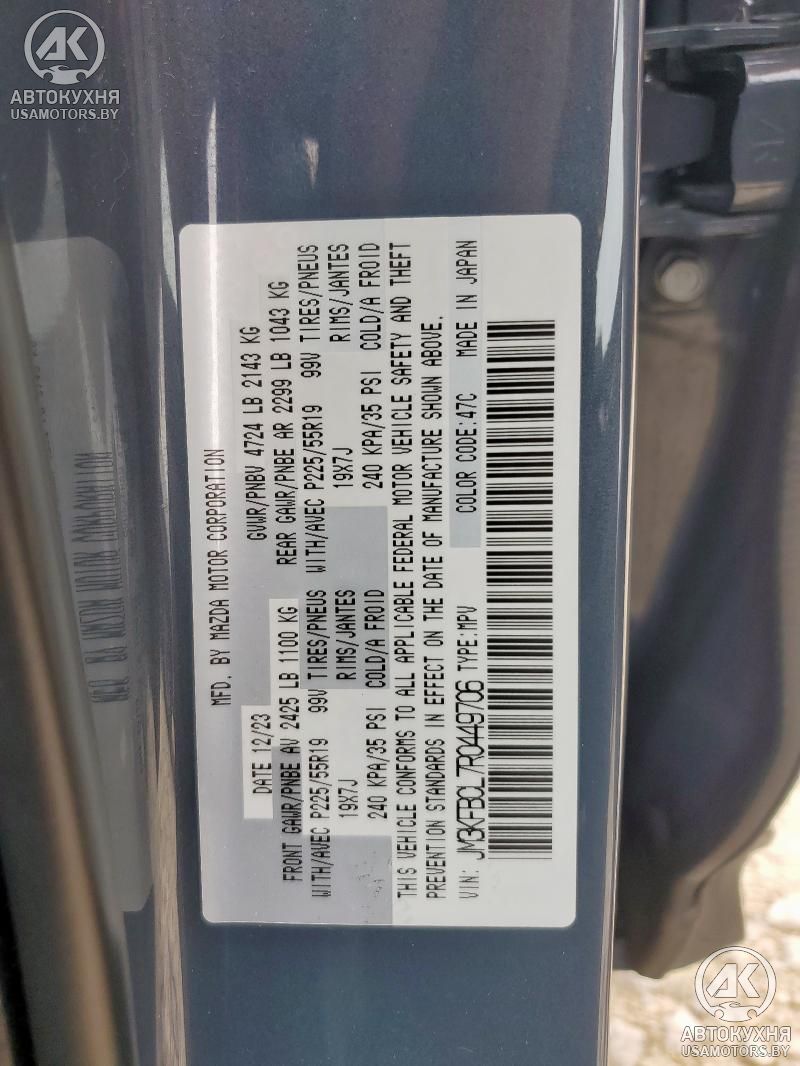 AK
АВТОКУХНЯ
USAMOTORS.BY
MFD. BY MAZDA MOTOR CORPORATION
DATE 12/23 GVWR/PNBV 4724 LB 2143 KG
FRONT GAWR/PNBE AV 2425 LB 1100 KG REAR GAWR/PNBE AR 2299 LB 1043 KG
WITH/AVEC P225/55R19 99V TIRES/PNEUS WITH/AVEC P225/55R19 99V TIRES/PNEUS
19X7J RIMS/JANTES 19X7J RIMS/JANTES
240 KPA/35 PSI COLD/A FROID 240 KPA/35 PSI COLD/A FROID
THIS VEHICLE CONFORMS TO ALL APPLICABLE FEDERAL MOTOR VEHICLE SAFETY AND THEFT
PREVENTION STANDARDS IN EFFECT ON THE DATE OF MANUFACTURE SHOWN ABOVE.
VIN: JM3KFBCL7R0449706 TYPE:MPV COLOR CODE:47C MADE IN JAPAN
AK
АВТОКУХНЯ
USAMOTORS.BY